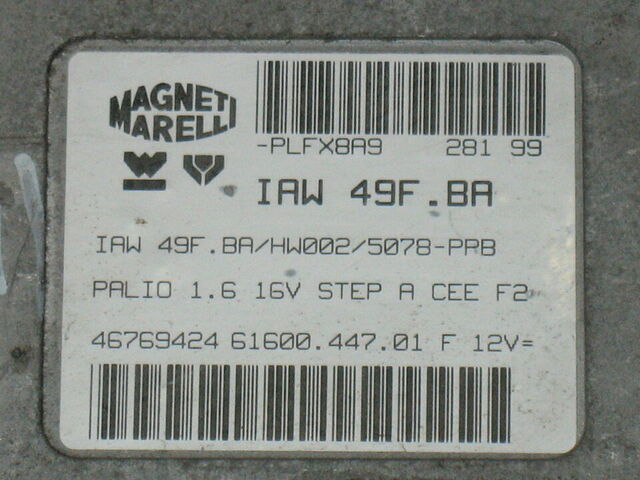 MAGNETI
MARELLI
-PLFX8A9 281 99
IAW 49F.BA
IAW 49F.BA/HW002/5078-PRB
PALIO 1.6 16V STEP A CEE F2
46769424 61600.447.01 F 12V=